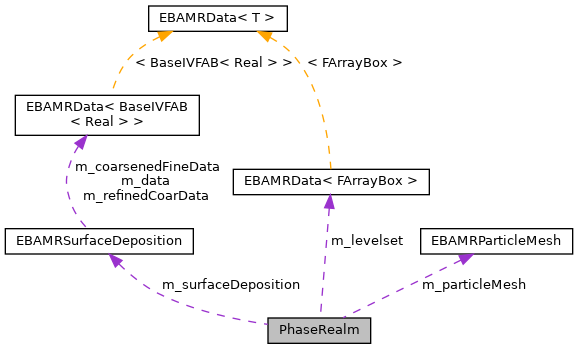 EBAMRData< T >
< BaseIVFAB< Real > >
< FArrayBox >
EBAMRData< BaseIVFAB
< Real > >
m_coarsenedFineData
m_data
m_refinedCoarData
EBAMRData< FArrayBox >
EBAMRSurfaceDeposition
m_levelset
EBAMRParticleMesh
m_surfaceDeposition
m_particleMesh
PhaseRealm